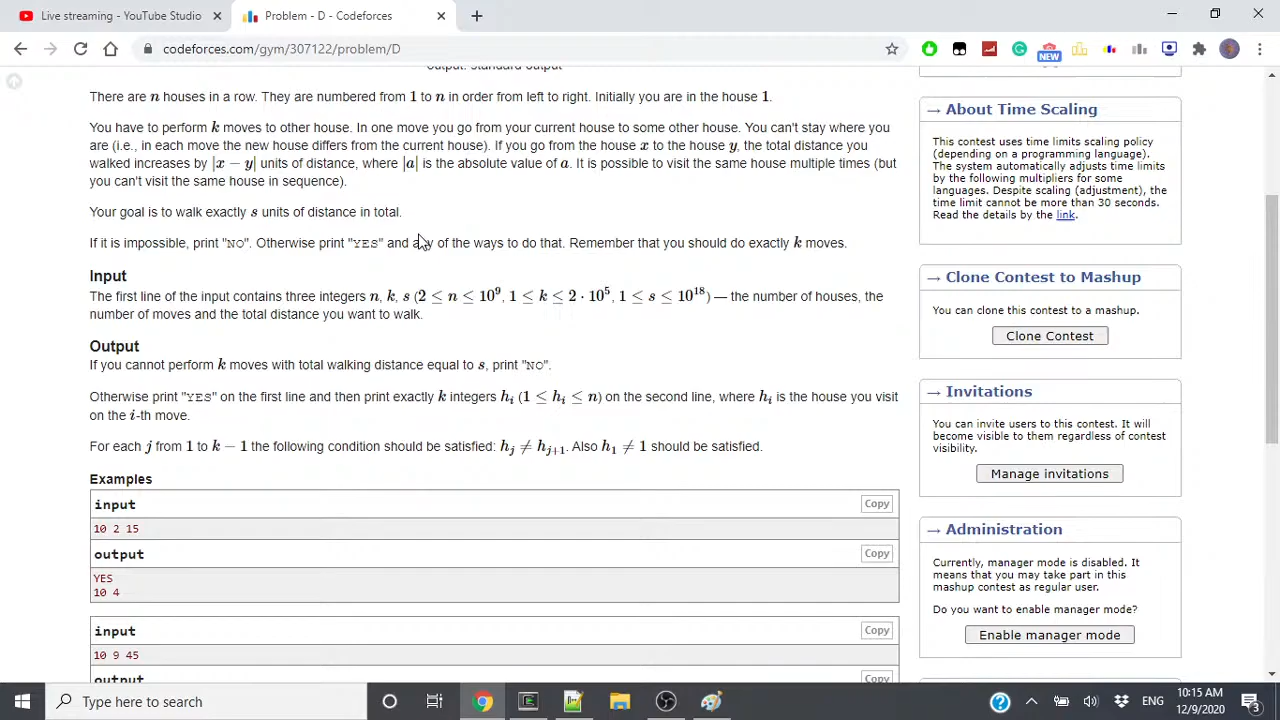 Live streaming - YouTube Studio
Problem - D - Codeforces
codeforces.com/gym/307122/problem/D
NEW
output: standard output
There are n houses in a row. They are numbered from 1 to n in order from left to right. Initially you are in the house 1.
You have to perform k moves to other house. In one move you go from your current house to some other house. You can't stay where you
are (i.e., in each move the new house differs from the current house). If you go from the house x to the house y, the total distance you
walked increases by |x − y| units of distance, where |a| is the absolute value of a. It is possible to visit the same house multiple times (but
you can't visit the same house in sequence).
Your goal is to walk exactly s units of distance in total.
If it is impossible, print "NO". Otherwise print "YES" and any of the ways to do that. Remember that you should do exactly k moves.
Input
The first line of the input contains three integers n, k, s (2 ≤ n ≤ 10⁹, 1 ≤ k ≤ 2 · 10⁵, 1 ≤ s ≤ 10¹⁸) — the number of houses, the
number of moves and the total distance you want to walk.
Output
If you cannot perform k moves with total walking distance equal to s, print "NO".
Otherwise print "YES" on the first line and then print exactly k integers hᵢ (1 ≤ hᵢ ≤ n) on the second line, where hᵢ is the house you visit
on the i-th move.
For each j from 1 to k − 1 the following condition should be satisfied: hⱼ ≠ hⱼ₊₁. Also h₁ ≠ 1 should be satisfied.
Examples
input
Copy
10 2 15
output
Copy
YES
10 4
input
Copy
10 9 45
output
Copy
→ About Time Scaling
This contest uses time limits scaling policy
(depending on a programming language).
The system automatically adjusts time limits
by the following multipliers for some
languages. Despite scaling (adjustment), the
time limit cannot be more than 30 seconds.
Read the details by the link.
→ Clone Contest to Mashup
You can clone this contest to a mashup.
Clone Contest
→ Invitations
You can invite users to this contest. It will
become visible to them regardless of contest
visibility.
Manage invitations
→ Administration
Currently, manager mode is disabled. It
means that you may take part in this
mashup contest as regular user.
Do you want to enable manager mode?
Enable manager mode
Type here to search
ENG
10:15 AM
12/9/2020
3